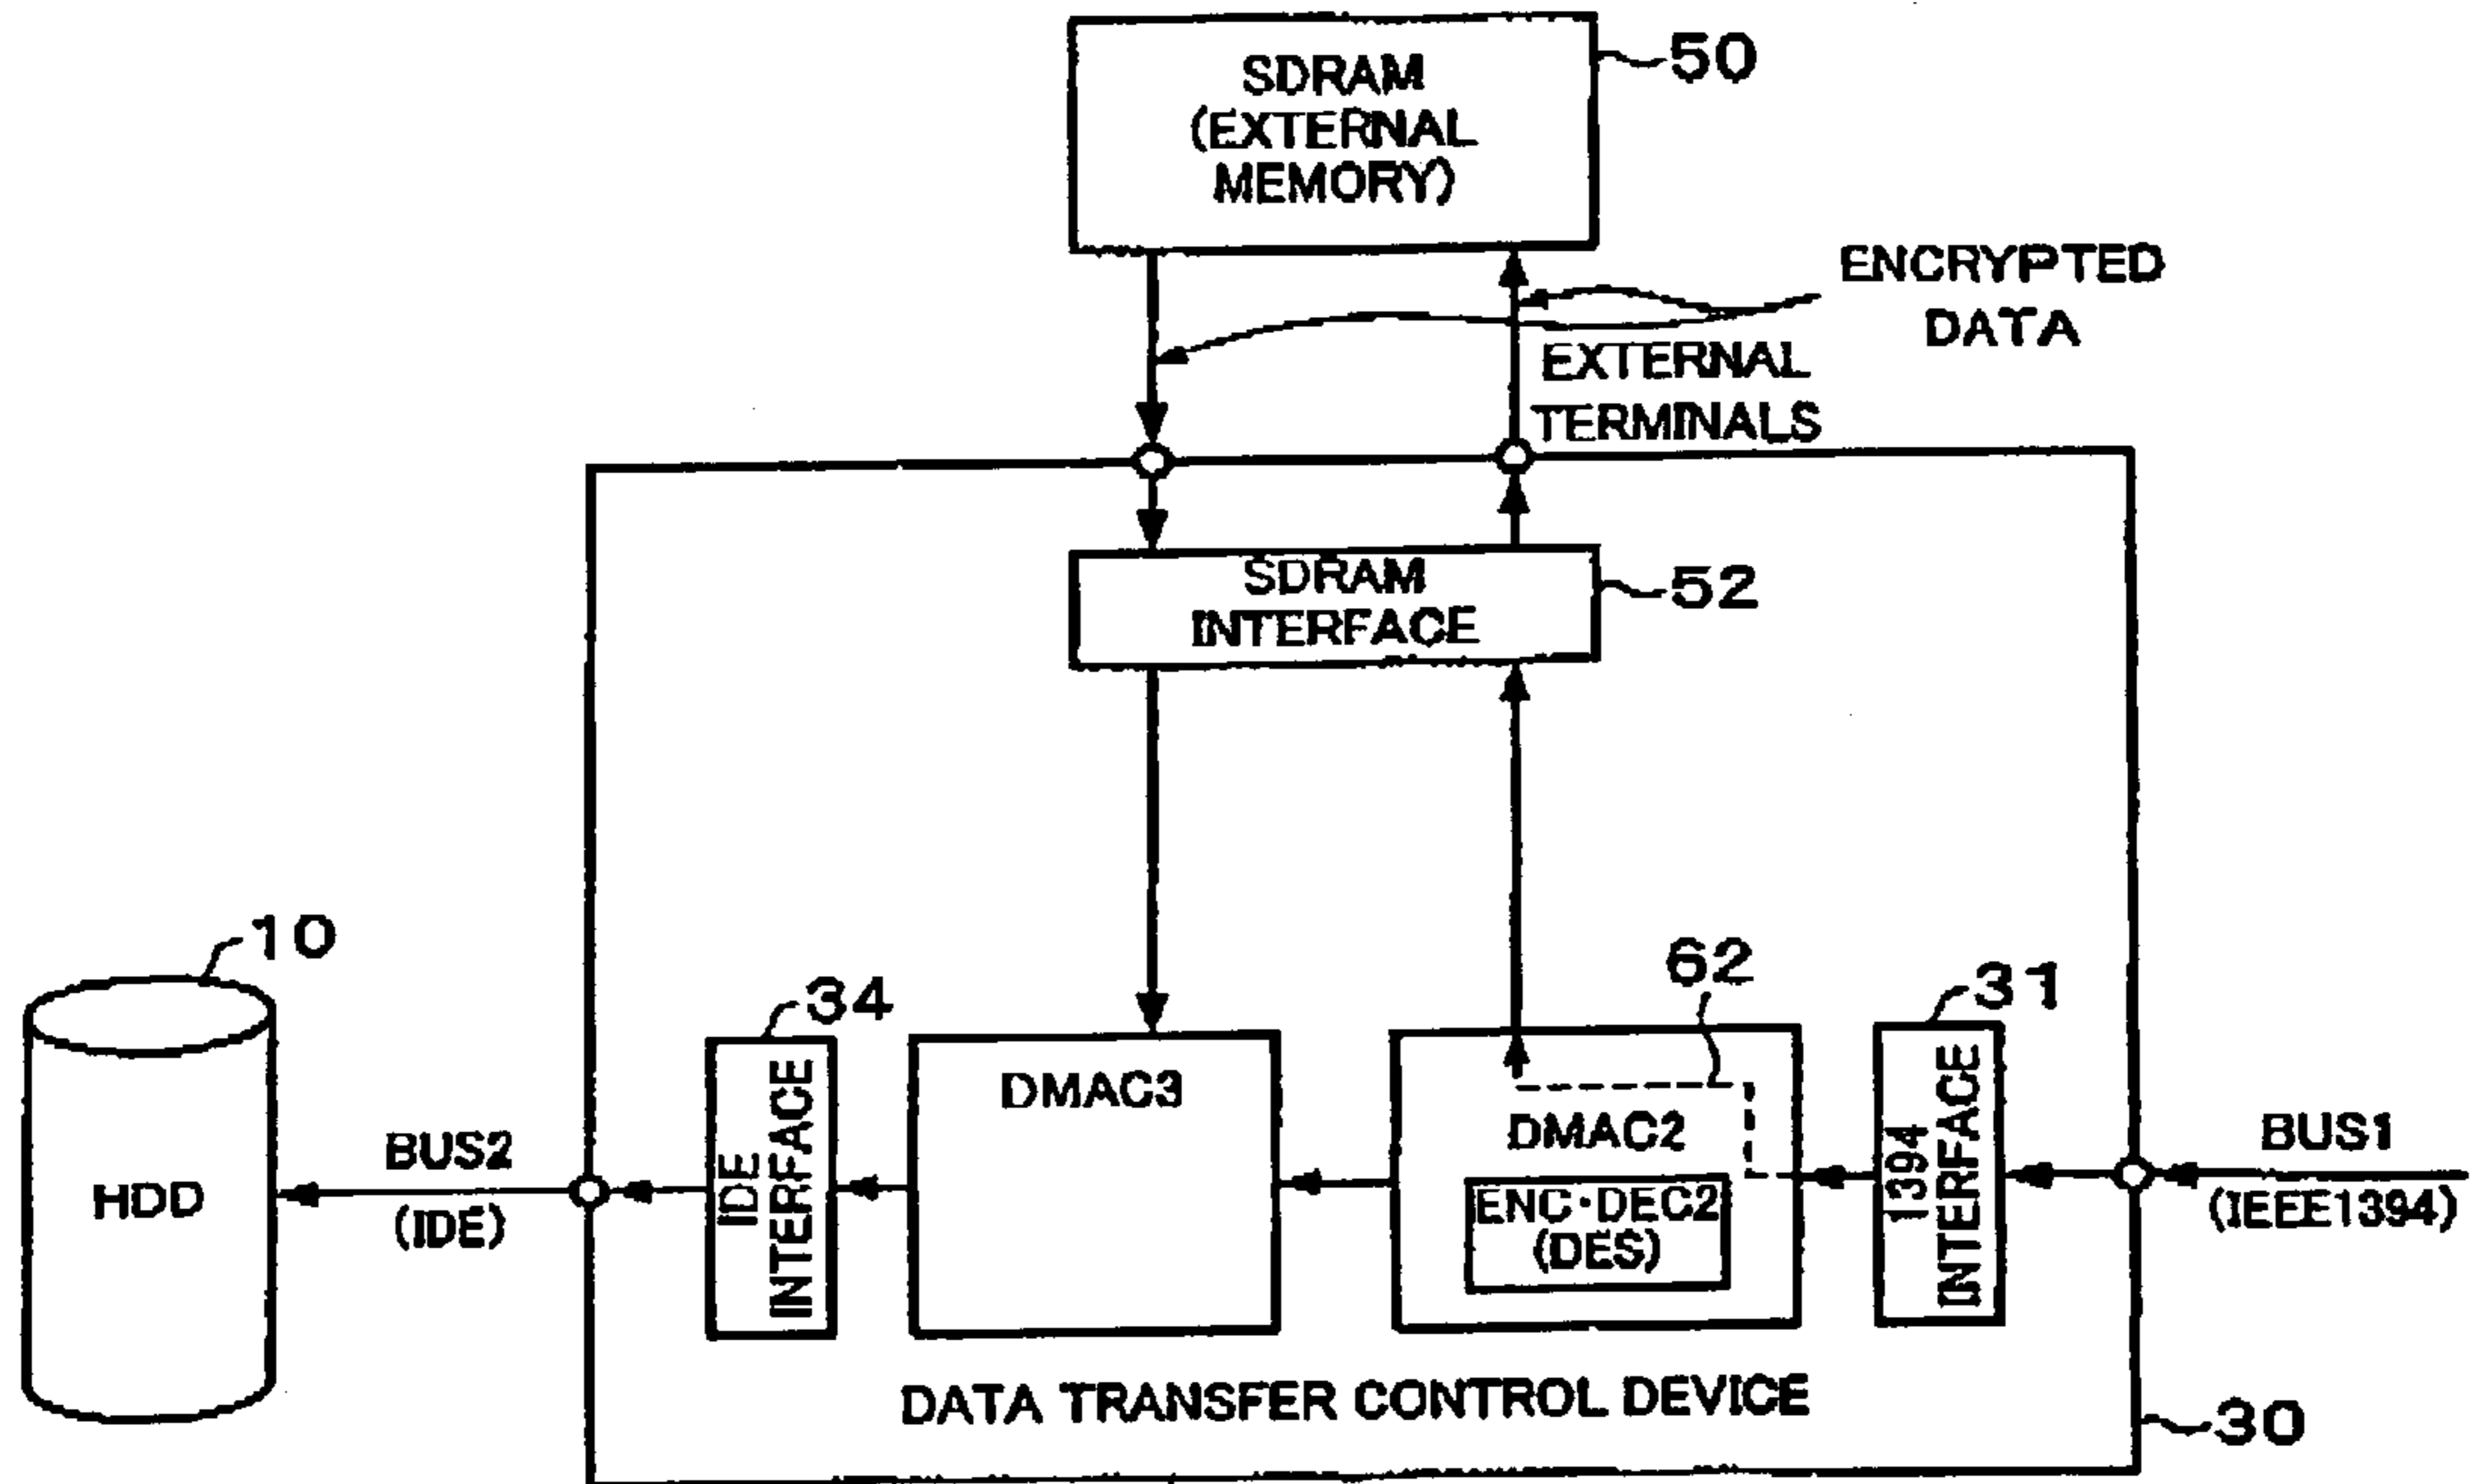 SDRAM
(EXTERNAL
MEMORY)
50
ENCRYPTED
DATA
EXTERNAL
TERMINALS
SDRAM
INTERFACE
52
10
HDD
BUS2
(IDE)
34
IDE
INTERFACE
DMAC3
62
DMAC2
ENC·DEC2
(DES)
31
1394
INTERFACE
BUS1
(IEEE1394)
DATA TRANSFER CONTROL DEVICE
30